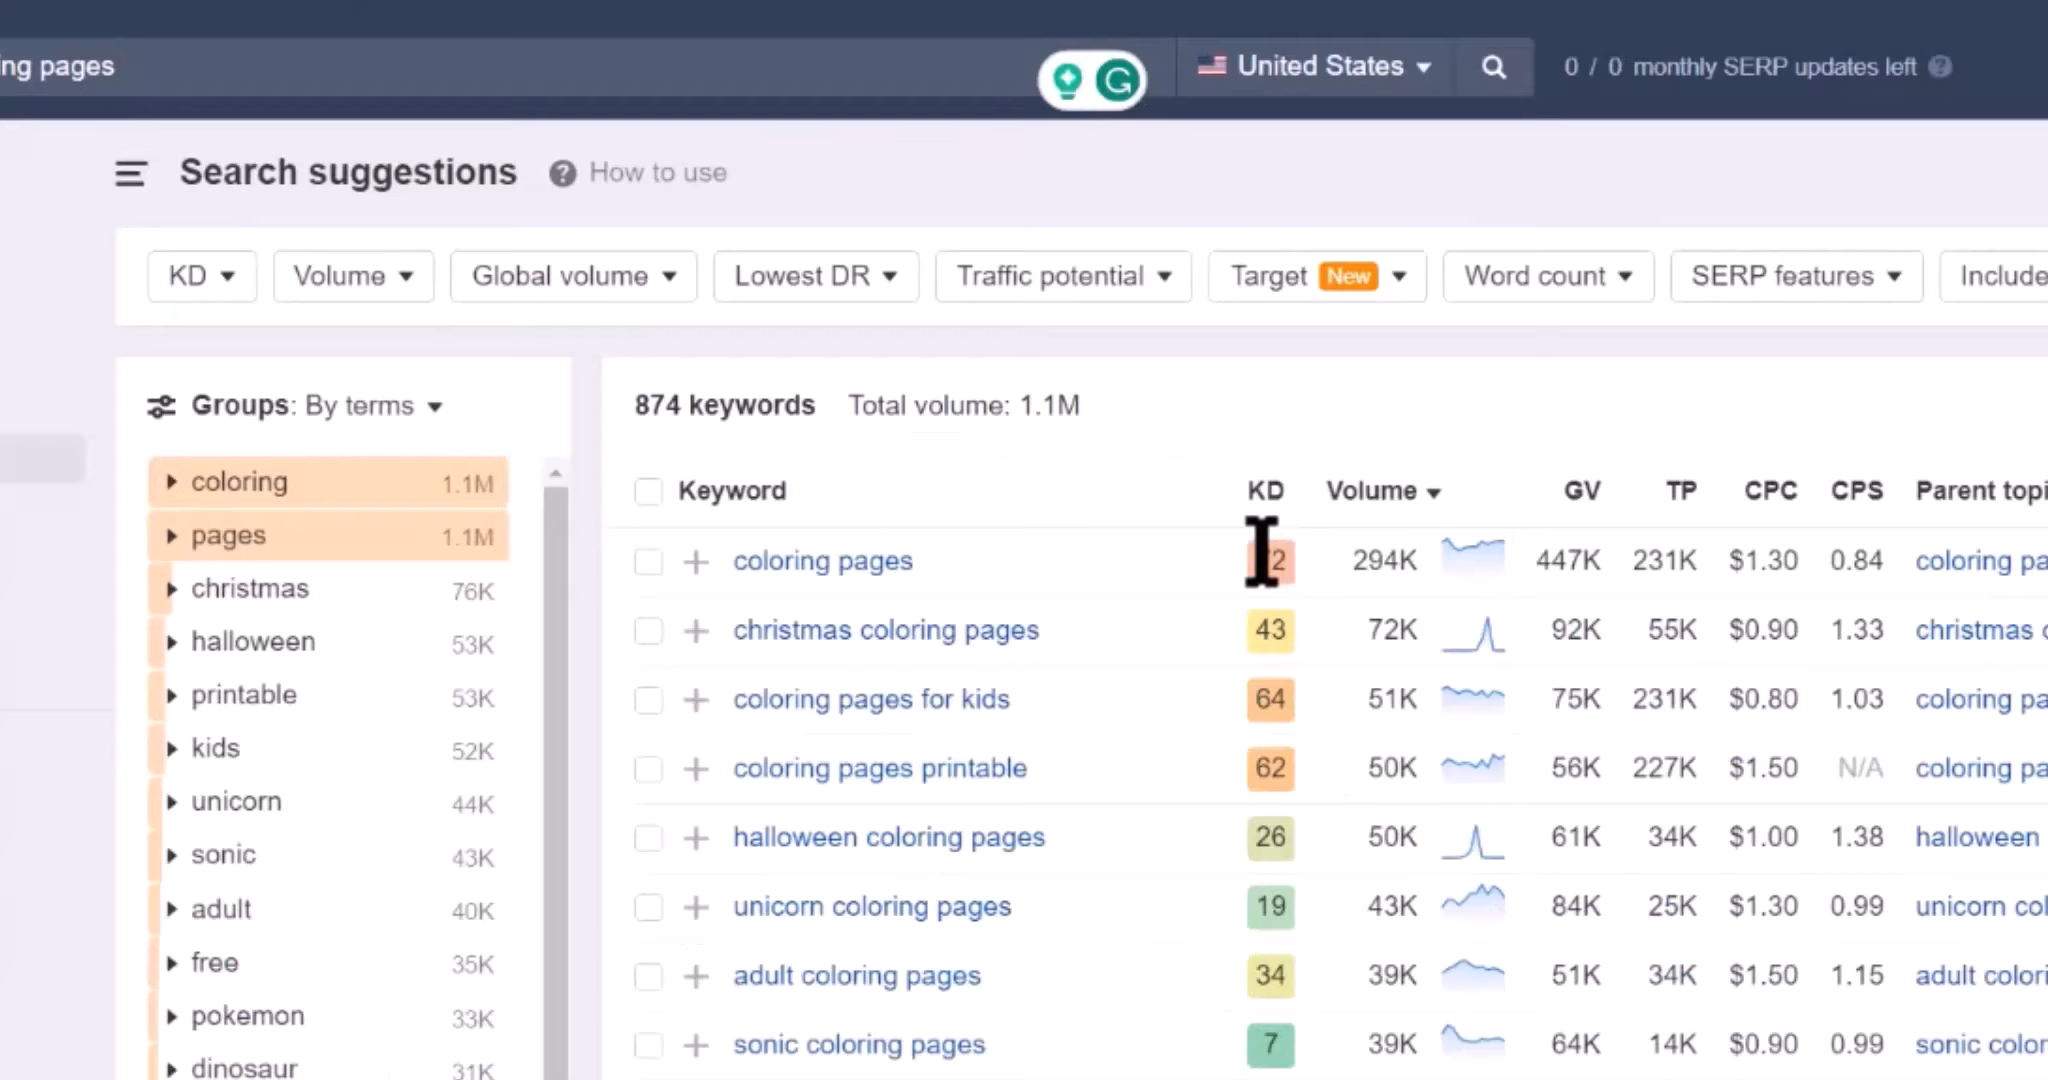 ing pages
United States
0 / 0 monthly SERP updates left
Search suggestions How to use
KD Volume Global volume Lowest DR Traffic potential Target New Word count SERP features Include
Groups: By terms
874 keywords Total volume: 1.1M
coloring 1.1M
pages 1.1M
christmas 76K
halloween 53K
printable 53K
kids 52K
unicorn 44K
sonic 43K
adult 40K
free 35K
pokemon 33K
dinosaur 31K
Keyword KD Volume GV TP CPC CPS Parent topi
coloring pages 2 294K 447K 231K $1.30 0.84 coloring pa
christmas coloring pages 43 72K 92K 55K $0.90 1.33 christmas c
coloring pages for kids 64 51K 75K 231K $0.80 1.03 coloring pa
coloring pages printable 62 50K 56K 227K $1.50 N/A coloring pa
halloween coloring pages 26 50K 61K 34K $1.00 1.38 halloween
unicorn coloring pages 19 43K 84K 25K $1.30 0.99 unicorn col
adult coloring pages 34 39K 51K 34K $1.50 1.15 adult colori
sonic coloring pages 7 39K 64K 14K $0.90 0.99 sonic color